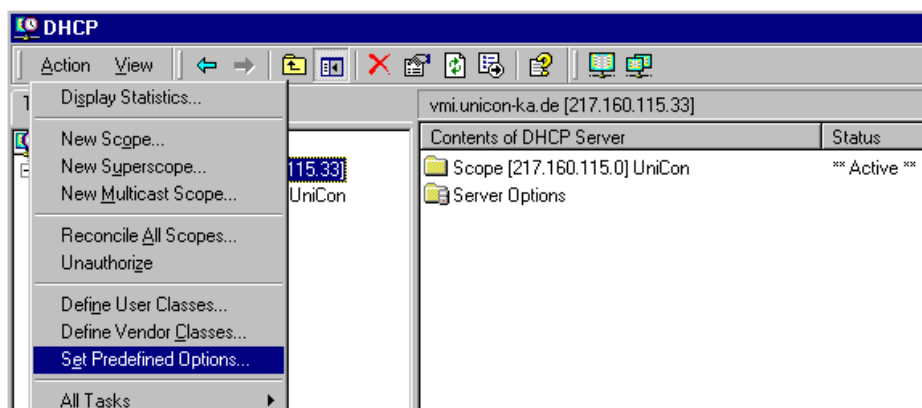 DHCP
Action View
Display Statistics...
New Scope...
New Superscope...
New Multicast Scope...
Reconcile All Scopes...
Unauthorize
Define User Classes...
Define Vendor Classes...
Set Predefined Options...
All Tasks
115.33]
UniCon
vmi.unicon-ka.de [217.160.115.33]
Contents of DHCP Server Status
Scope [217.160.115.0] UniCon ** Active **
Server Options